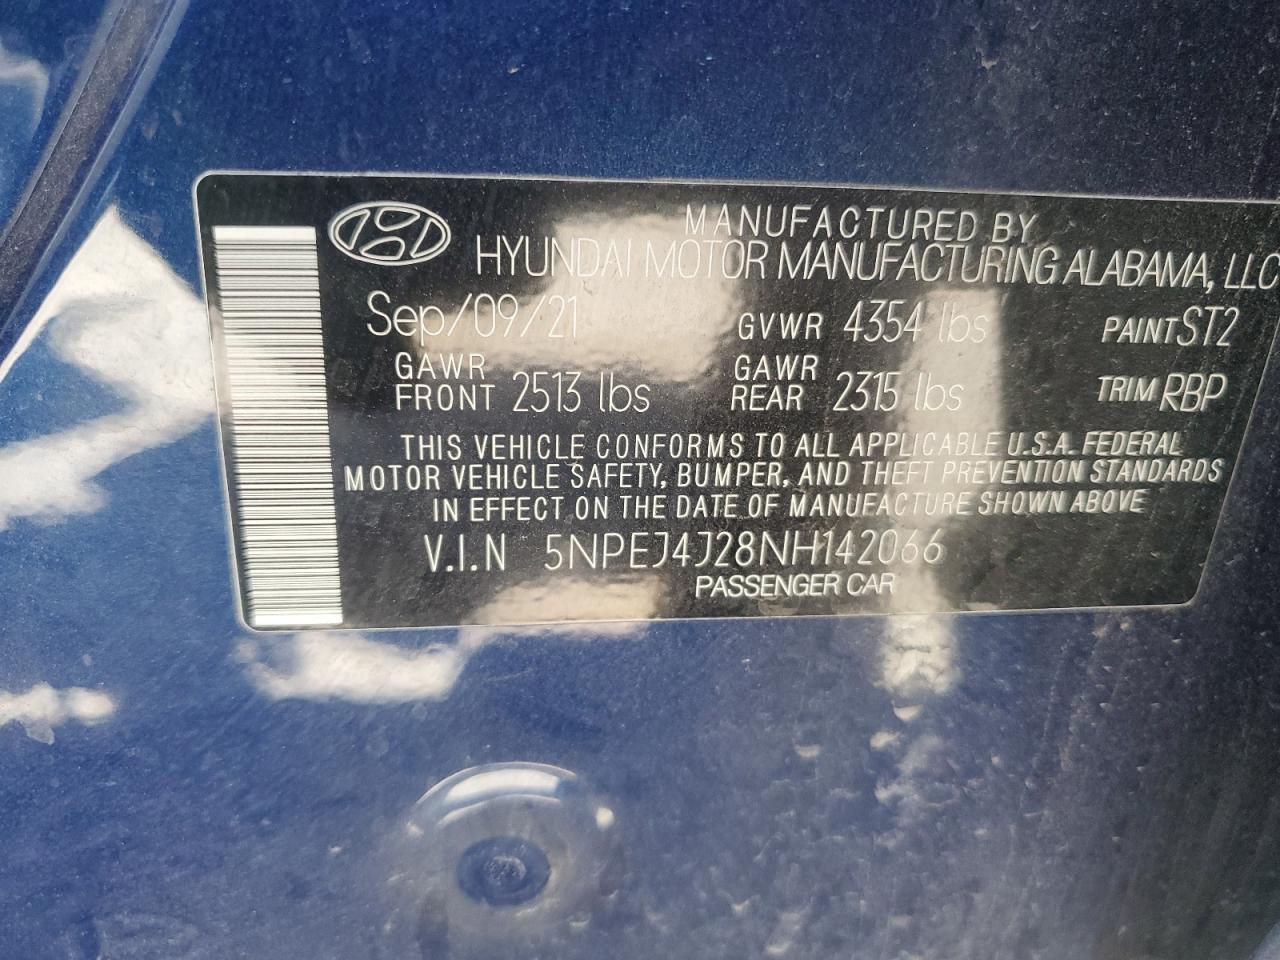 MANUFACTURED BY
HYUNDAI MOTOR MANUFACTURING ALABAMA, LLC
Sep/09/21 GVWR 4354 lbs PAINT ST2
GAWR FRONT 2513 lbs GAWR REAR 2315 lbs TRIM RBP
THIS VEHICLE CONFORMS TO ALL APPLICABLE U.S.A. FEDERAL
MOTOR VEHICLE SAFETY, BUMPER, AND THEFT PREVENTION STANDARDS
IN EFFECT ON THE DATE OF MANUFACTURE SHOWN ABOVE
V.I.N 5NPEJ4J28NH142066
PASSENGER CAR